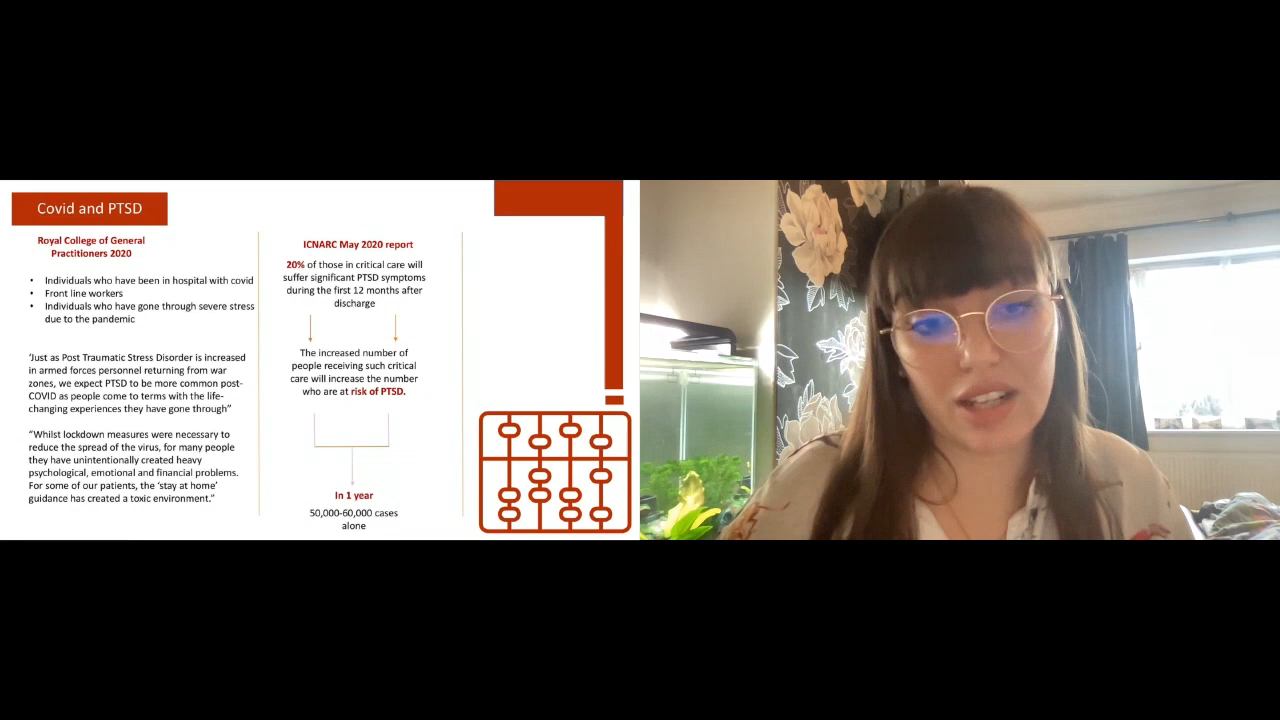 Covid and PTSD
Royal College of General
Practitioners 2020
• Individuals who have been in hospital with covid
• Front line workers
• Individuals who have gone through severe stress
due to the pandemic
‘Just as Post Traumatic Stress Disorder is increased
in armed forces personnel returning from war
zones, we expect PTSD to be more common post-
COVID as people come to terms with the life-
changing experiences they have gone through”
“Whilst lockdown measures were necessary to
reduce the spread of the virus, for many people
they have unintentionally created heavy
psychological, emotional and financial problems.
For some of our patients, the ‘stay at home’
guidance has created a toxic environment.”
ICNARC May 2020 report
20% of those in critical care will
suffer significant PTSD symptoms
during the first 12 months after
discharge
The increased number of
people receiving such critical
care will increase the number
who are at risk of PTSD.
In 1 year
50,000-60,000 cases
alone